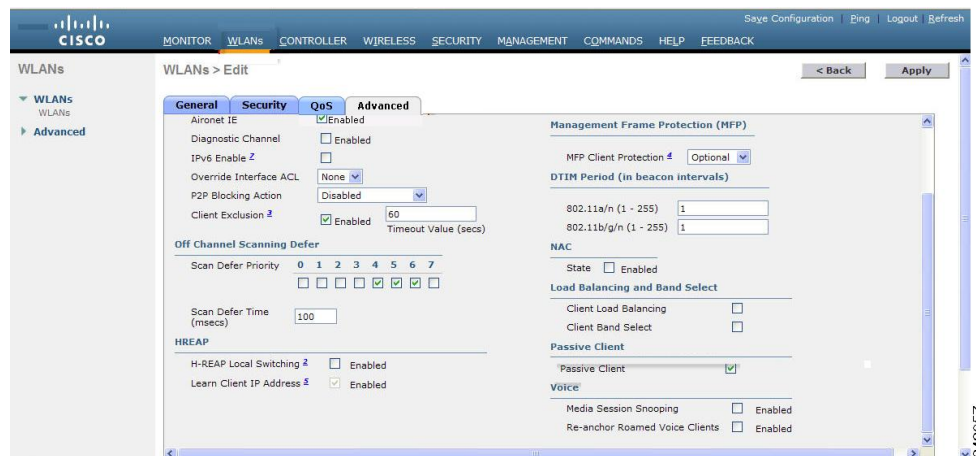 Save Configuration | Ping | Logout | Refresh
CISCO
MONITOR WLANs CONTROLLER WIRELESS SECURITY MANAGEMENT COMMANDS HELP FEEDBACK
WLANs
WLANs > Edit
< Back
Apply
WLANs
WLANs
Advanced
General
Security
QoS
Advanced
Aironet IE Enabled
Diagnostic Channel Enabled
IPv6 Enable 7
Override Interface ACL None
P2P Blocking Action Disabled
Client Exclusion 3 Enabled 60
Timeout Value (secs)
Off Channel Scanning Defer
Scan Defer Priority 0 1 2 3 4 5 6 7
Scan Defer Time (msecs) 100
HREAP
H-REAP Local Switching 2 Enabled
Learn Client IP Address 5 Enabled
Management Frame Protection (MFP)
MFP Client Protection 4 Optional
DTIM Period (in beacon intervals)
802.11a/n (1 - 255) 1
802.11b/g/n (1 - 255) 1
NAC
State Enabled
Load Balancing and Band Select
Client Load Balancing
Client Band Select
Passive Client
Passive Client
Voice
Media Session Snooping Enabled
Re-anchor Roamed Voice Clients Enabled